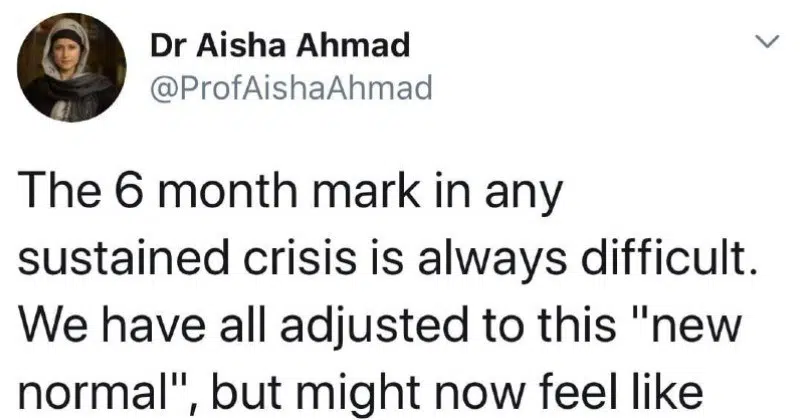 Dr Aisha Ahmad
@ProfAishaAhmad
The 6 month mark in any
sustained crisis is always difficult.
We have all adjusted to this "new
normal", but might now feel like